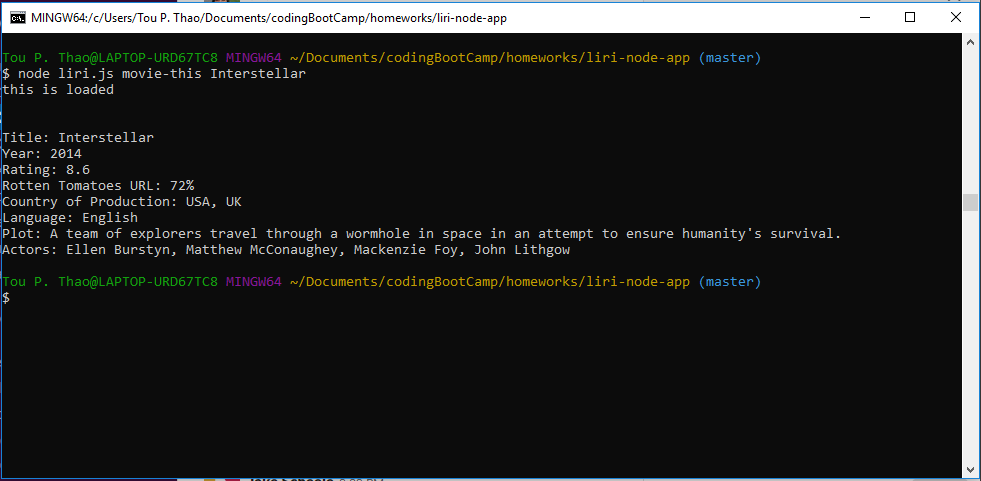 MINGW64:/c/Users/Tou P. Thao/Documents/codingBootCamp/homeworks/liri-node-app
Tou P. Thao@LAPTOP-URD67TC8 MINGW64 ~/Documents/codingBootCamp/homeworks/liri-node-app (master)
$ node liri.js movie-this Interstellar
this is loaded
Title: Interstellar
Year: 2014
Rating: 8.6
Rotten Tomatoes URL: 72%
Country of Production: USA, UK
Language: English
Plot: A team of explorers travel through a wormhole in space in an attempt to ensure humanity's survival.
Actors: Ellen Burstyn, Matthew McConaughey, Mackenzie Foy, John Lithgow
Tou P. Thao@LAPTOP-URD67TC8 MINGW64 ~/Documents/codingBootCamp/homeworks/liri-node-app (master)
$